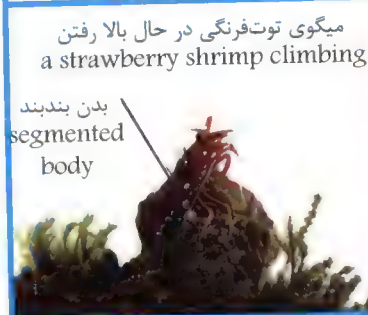 میگوی توت‌فرنگی در حال بالا رفتن
a strawberry shrimp climbing
بدن بندبند
segmented
body